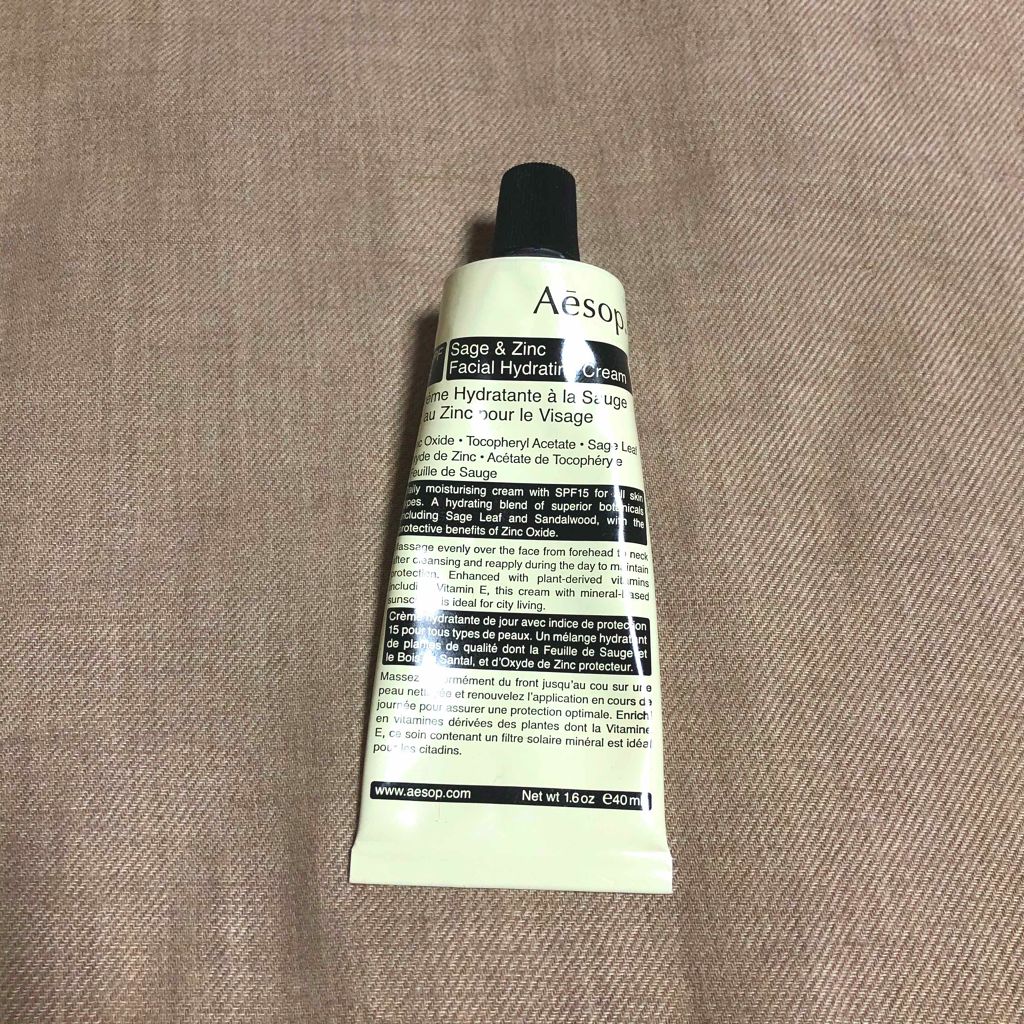 Aēsop.
Sage & Zinc
Facial Hydrating Cream
Hydratante à la Sauge
au Zinc pour le Visage
Oxide • Tocopheryl Acetate • Sage Leaf
de Zinc • Acétate de Tocophéryle
Feuille de Sauge
moisturising cream with SPF15 for all skin
types. A hydrating blend of superior botanicals
including Sage Leaf and Sandalwood, with the
protective benefits of Zinc Oxide.
Massage evenly over the face from forehead to neck
after cleansing and reapply during the day to maintain
protection. Enhanced with plant-derived vitamins
including Vitamin E, this cream with mineral-based
sunscreen is ideal for city living.
Crème hydratante de jour avec indice de protection
15 pour tous types de peaux. Un mélange hydratant
de plantes de qualité dont la Feuille de Sauge et
le Bois de Santal, et d'Oxyde de Zinc protecteur.
Massez uniformément du front jusqu'au cou sur une
peau nettoyée et renouvelez l'application en cours de
journée pour assurer une protection optimale. Enrichi
en vitamines dérivées des plantes dont la Vitamine
E, ce soin contenant un filtre solaire minéral est idéal
pour les citadins.
www.aesop.com Net wt 1.6 oz ℮40 mL